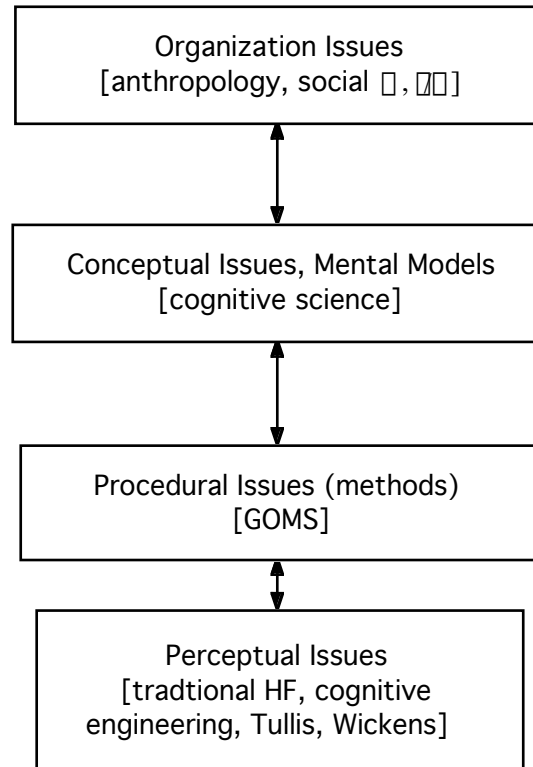 Organization Issues
[anthropology, social , / ]
Conceptual Issues, Mental Models
[cognitive science]
Procedural Issues (methods)
[GOMS]
Perceptual Issues
[tradtional HF, cognitive
engineering, Tullis, Wickens]